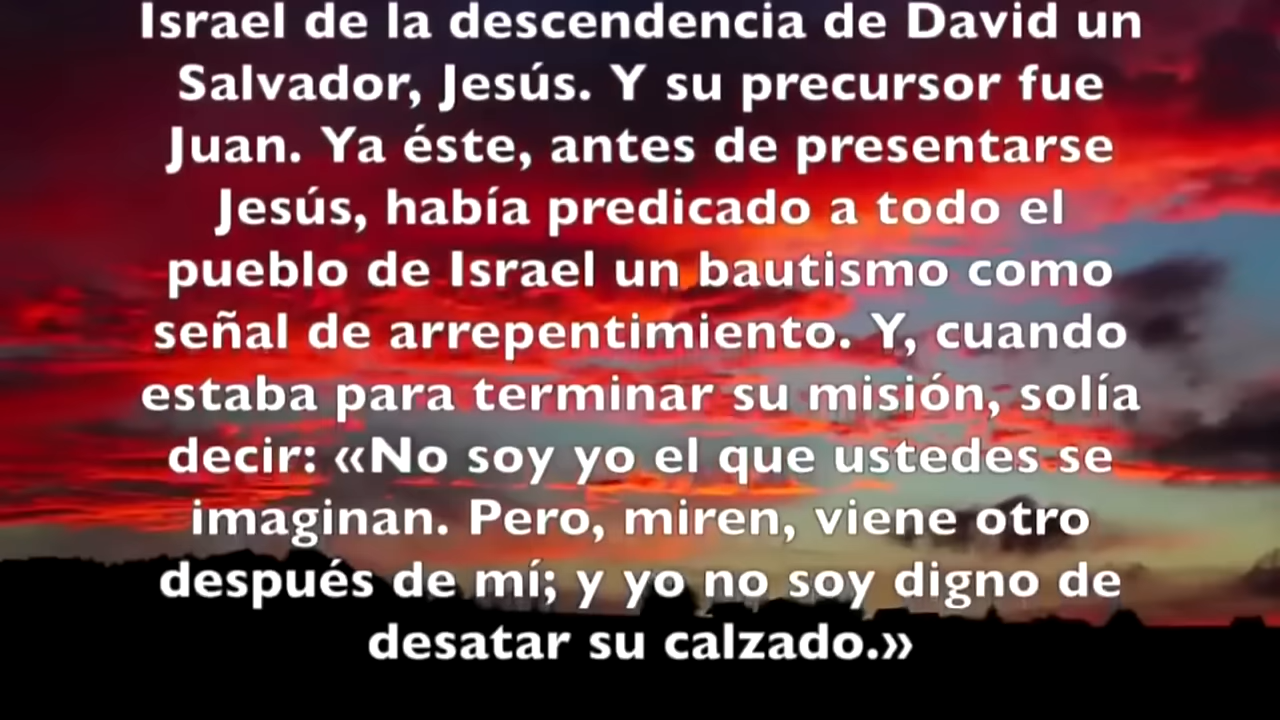 Israel de la descendencia de David un
Salvador, Jesús. Y su precursor fue
Juan. Ya éste, antes de presentarse
Jesús, había predicado a todo el
pueblo de Israel un bautismo como
señal de arrepentimiento. Y, cuando
estaba para terminar su misión, solía
decir: «No soy yo el que ustedes se
imaginan. Pero, miren, viene otro
después de mí; y yo no soy digno de
desatar su calzado.»